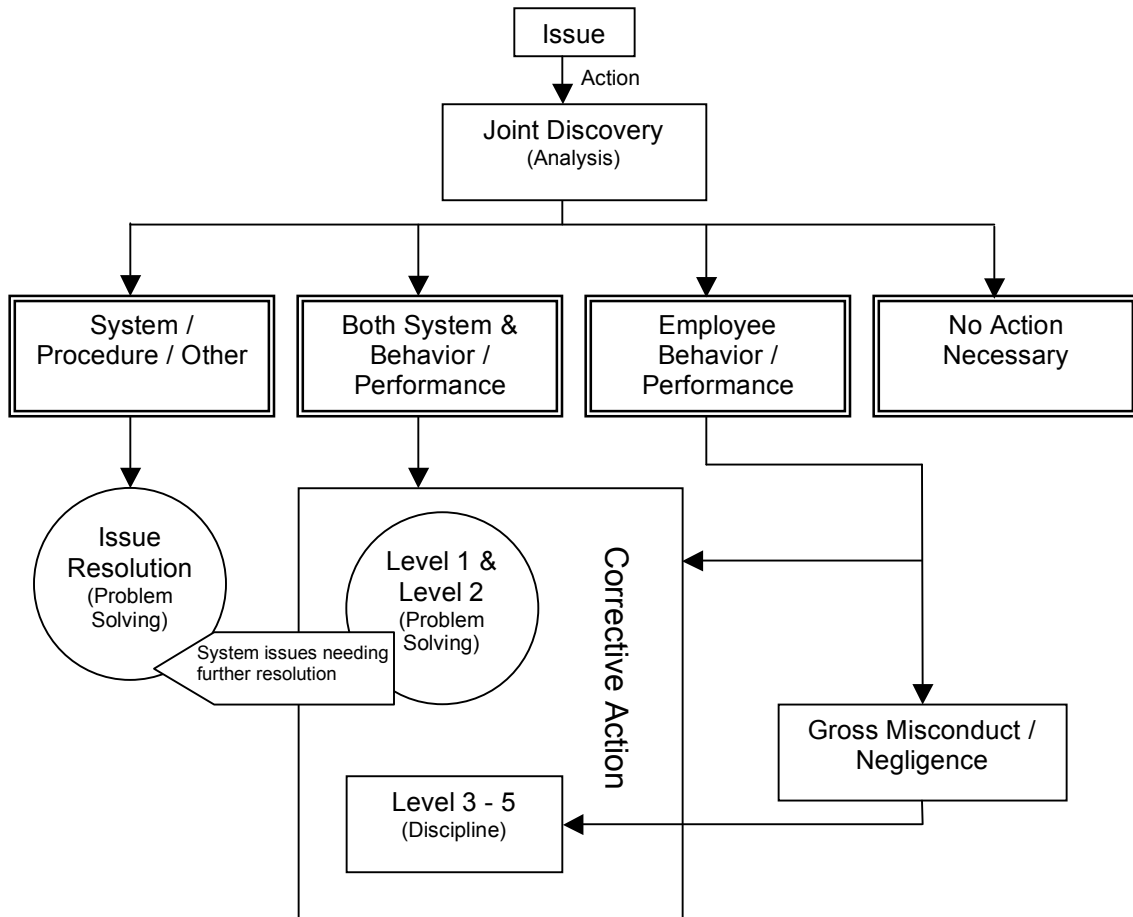 Issue
Action
Joint Discovery
(Analysis)
System /
Procedure / Other
Both System &
Behavior /
Performance
Employee
Behavior /
Performance
No Action
Necessary
Issue
Resolution
(Problem
Solving)
Level 1 &
Level 2
(Problem
Solving)
System issues needing
further resolution
Corrective Action
Gross Misconduct /
Negligence
Level 3 - 5
(Discipline)